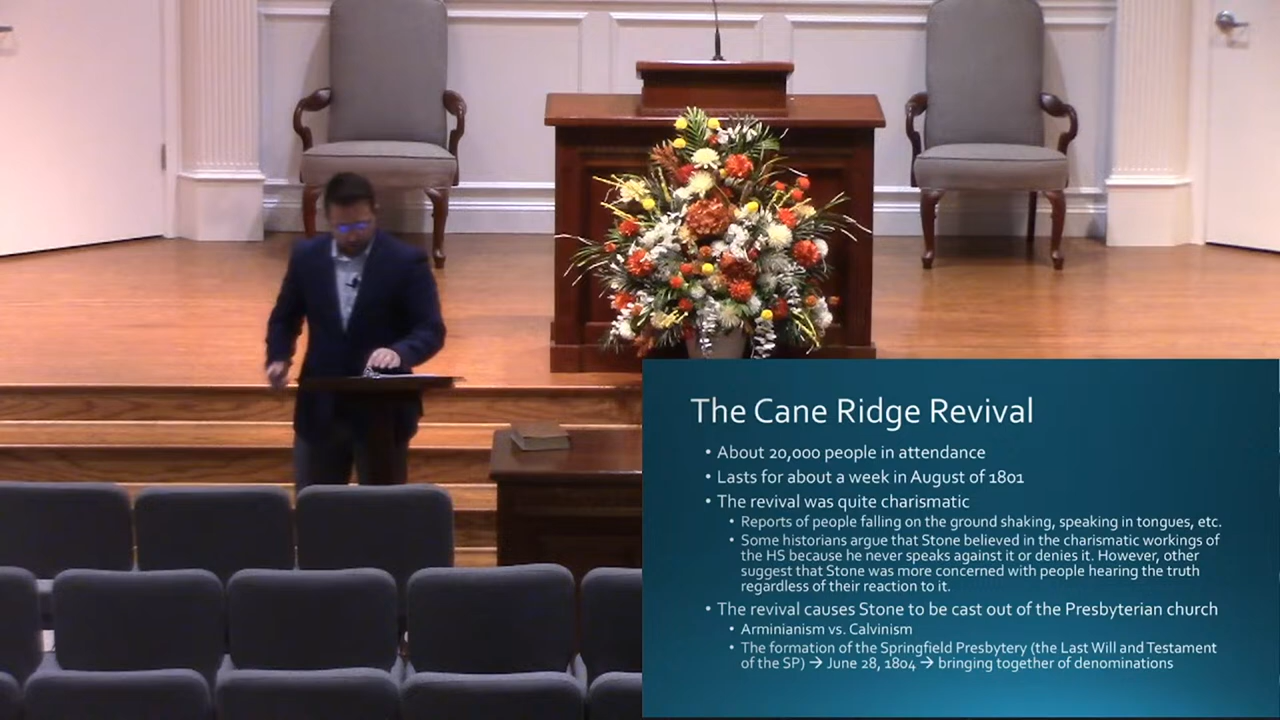 The Cane Ridge Revival
• About 20,000 people in attendance
• Lasts for about a week in August of 1801
• The revival was quite charismatic
• Reports of people falling on the ground shaking, speaking in tongues, etc.
• Some historians argue that Stone believed in the charismatic workings of
the HS because he never speaks against it or denies it. However, other
suggest that Stone was more concerned with people hearing the truth
regardless of their reaction to it.
• The revival causes Stone to be cast out of the Presbyterian church
• Arminianism vs. Calvinism
• The formation of the Springfield Presbytery (the Last Will and Testament
of the SP) → June 28, 1804 → bringing together of denominations